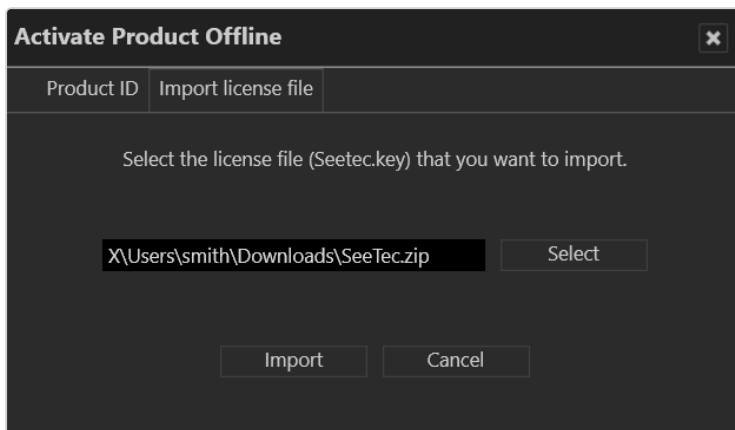 Activate Product Offline
Product ID Import license file
Select the license file (Seetec.key) that you want to import.
X\Users\smith\Downloads\SeeTec.zip Select
Import Cancel